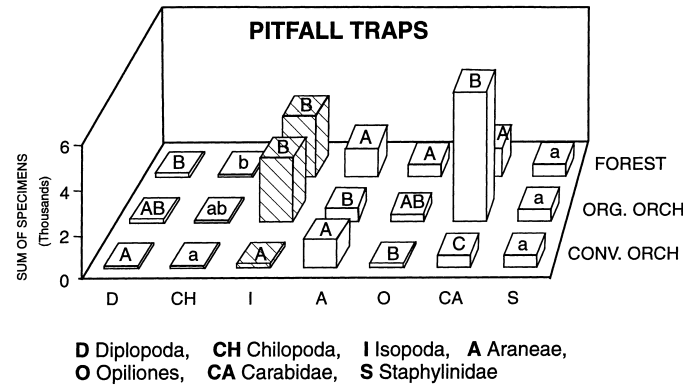 PITFALL TRAPS
SUM OF SPECIMENS
(Thousands)
6
4
2
0
B b B A A A a FOREST
AB ab B B AB B a ORG. ORCH
A a A A B C a CONV. ORCH
D CH I A O CA S
D Diplopoda, CH Chilopoda, I Isopoda, A Araneae,
O Opiliones, CA Carabidae, S Staphylinidae